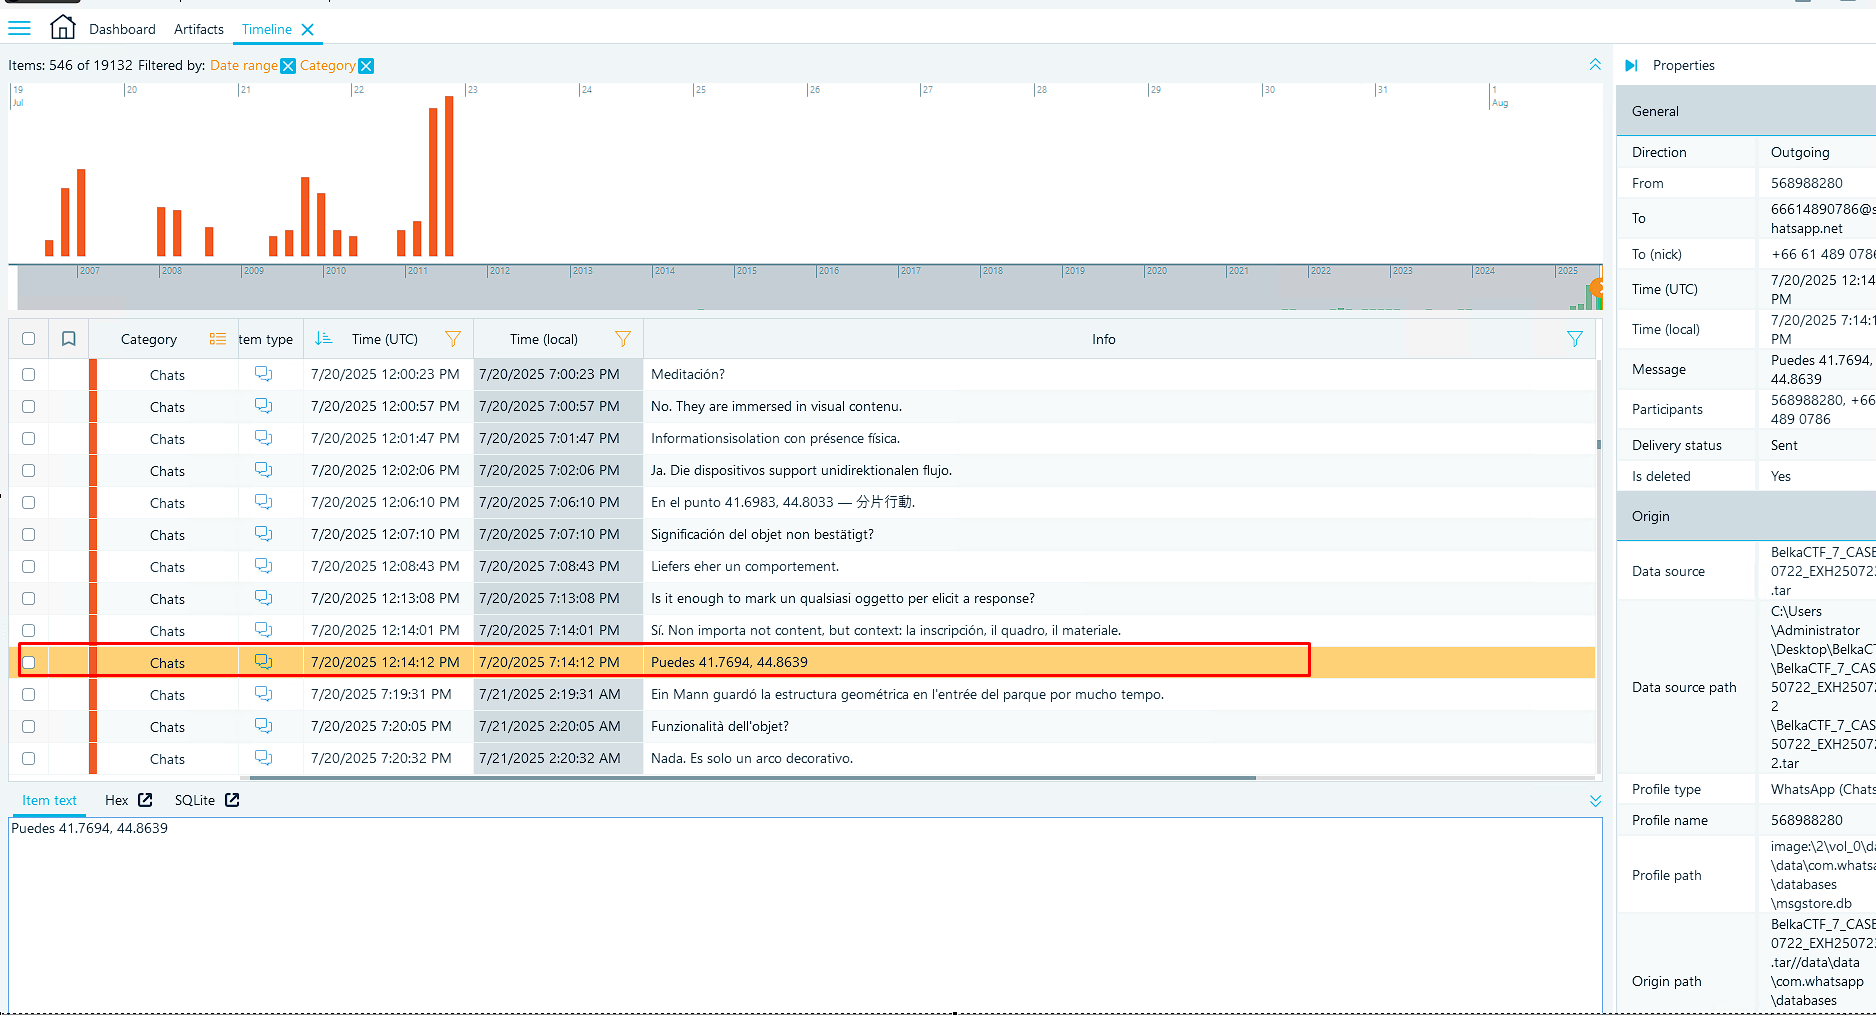 Dashboard Artifacts Timeline
Items: 546 of 19132 Filtered by: Date range Category
19 20 21 22 23 24 25 26 27 28 29 30 31 1
Jul Aug
2007 2008 2009 2010 2011 2012 2013 2014 2015 2016 2017 2018 2019 2020 2021 2022 2023 2024 2025
Category tem type Time (UTC) Time (local) Info
Chats 7/20/2025 12:00:23 PM 7/20/2025 7:00:23 PM Meditación?
Chats 7/20/2025 12:00:57 PM 7/20/2025 7:00:57 PM No. They are immersed in visual contenu.
Chats 7/20/2025 12:01:47 PM 7/20/2025 7:01:47 PM Informationsisolation con présence física.
Chats 7/20/2025 12:02:06 PM 7/20/2025 7:02:06 PM Ja. Die dispositivos support unidirektionalen flujo.
Chats 7/20/2025 12:06:10 PM 7/20/2025 7:06:10 PM En el punto 41.6983, 44.8033 — 分片行動.
Chats 7/20/2025 12:07:10 PM 7/20/2025 7:07:10 PM Significación del objet non bestätigt?
Chats 7/20/2025 12:08:43 PM 7/20/2025 7:08:43 PM Liefers eher un comportement.
Chats 7/20/2025 12:13:08 PM 7/20/2025 7:13:08 PM Is it enough to mark un qualsiasi oggetto per elicit a response?
Chats 7/20/2025 12:14:01 PM 7/20/2025 7:14:01 PM Sí. Non importa not content, but context: la inscripción, il quadro, il materiale.
Chats 7/20/2025 12:14:12 PM 7/20/2025 7:14:12 PM Puedes 41.7694, 44.8639
Chats 7/20/2025 7:19:31 PM 7/21/2025 2:19:31 AM Ein Mann guardó la estructura geométrica en l'entrée del parque por mucho tempo.
Chats 7/20/2025 7:20:05 PM 7/21/2025 2:20:05 AM Funzionalità dell'objet?
Chats 7/20/2025 7:20:32 PM 7/21/2025 2:20:32 AM Nada. Es solo un arco decorativo.
Item text Hex SQLite
Puedes 41.7694, 44.8639
Properties
General
Direction Outgoing
From 568988280
To 66614890786@s
hatsapp.net
To (nick) +66 61 489 0786
Time (UTC) 7/20/2025 12:14
PM
Time (local) 7/20/2025 7:14:1
PM
Message Puedes 41.7694,
44.8639
Participants 568988280, +66
489 0786
Delivery status Sent
Is deleted Yes
Origin
Data source BelkaCTF_7_CASE
0722_EXH25072
.tar
Data source path C:\Users
\Administrator
\Desktop\BelkaC
\BelkaCTF_7_CAS
50722_EXH25072
2
\BelkaCTF_7_CAS
50722_EXH25072
2.tar
Profile type WhatsApp (Chats
Profile name 568988280
Profile path image:\2\vol_0\da
\data\com.whatsa
\databases
\msgstore.db
Origin path BelkaCTF_7_CASE
0722_EXH25072
.tar//data\data
\com.whatsapp
\databases